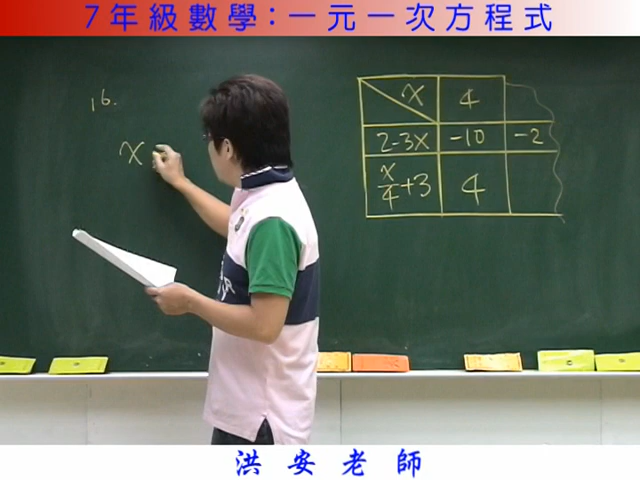 7年級數學:一元一次方程式
16.
x
x 4
2-3x -10 -2
x/4+3 4
洪安老師